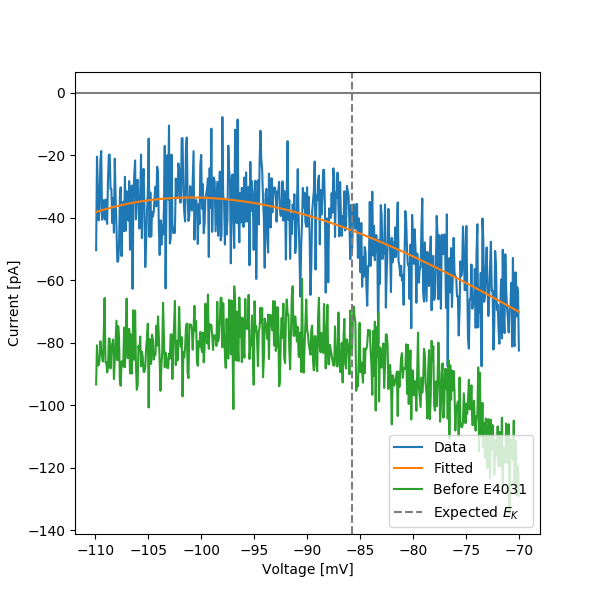 0
−20
−40
−60
−80
−100
−120
−140
Current [pA]
Data
Fitted
Before E4031
Expected E_K
−110 −105 −100 −95 −90 −85 −80 −75 −70
Voltage [mV]